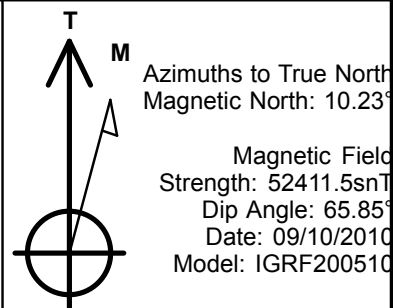 T
M
Azimuths to True North
Magnetic North: 10.23°
Magnetic Field
Strength: 52411.5snT
Dip Angle: 65.85°
Date: 09/10/2010
Model: IGRF200510